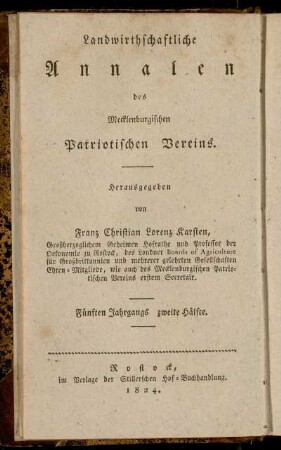 Landwirthschaftliche
Annalen
des
Mecklenburgischen
Patriotischen Vereins.
Herausgegeben
von
Franz Christian Lorenz Karsten,
Großherzoglichem Geheimen Hofrathe und Professor der
Oekonomie zu Rostock, des Londner Boards of Agriculture
für Großbrittannien und mehrerer gelehrten Gesellschaften
Ehren-Mitgliede, wie auch des Mecklenburgischen Patrio-
tischen Vereins erstem Secretair.
Fünften Jahrgangs zweite Hälfte.
Rostock,
im Verlage der Stillerschen Hof-Buchhandlung.
1824.